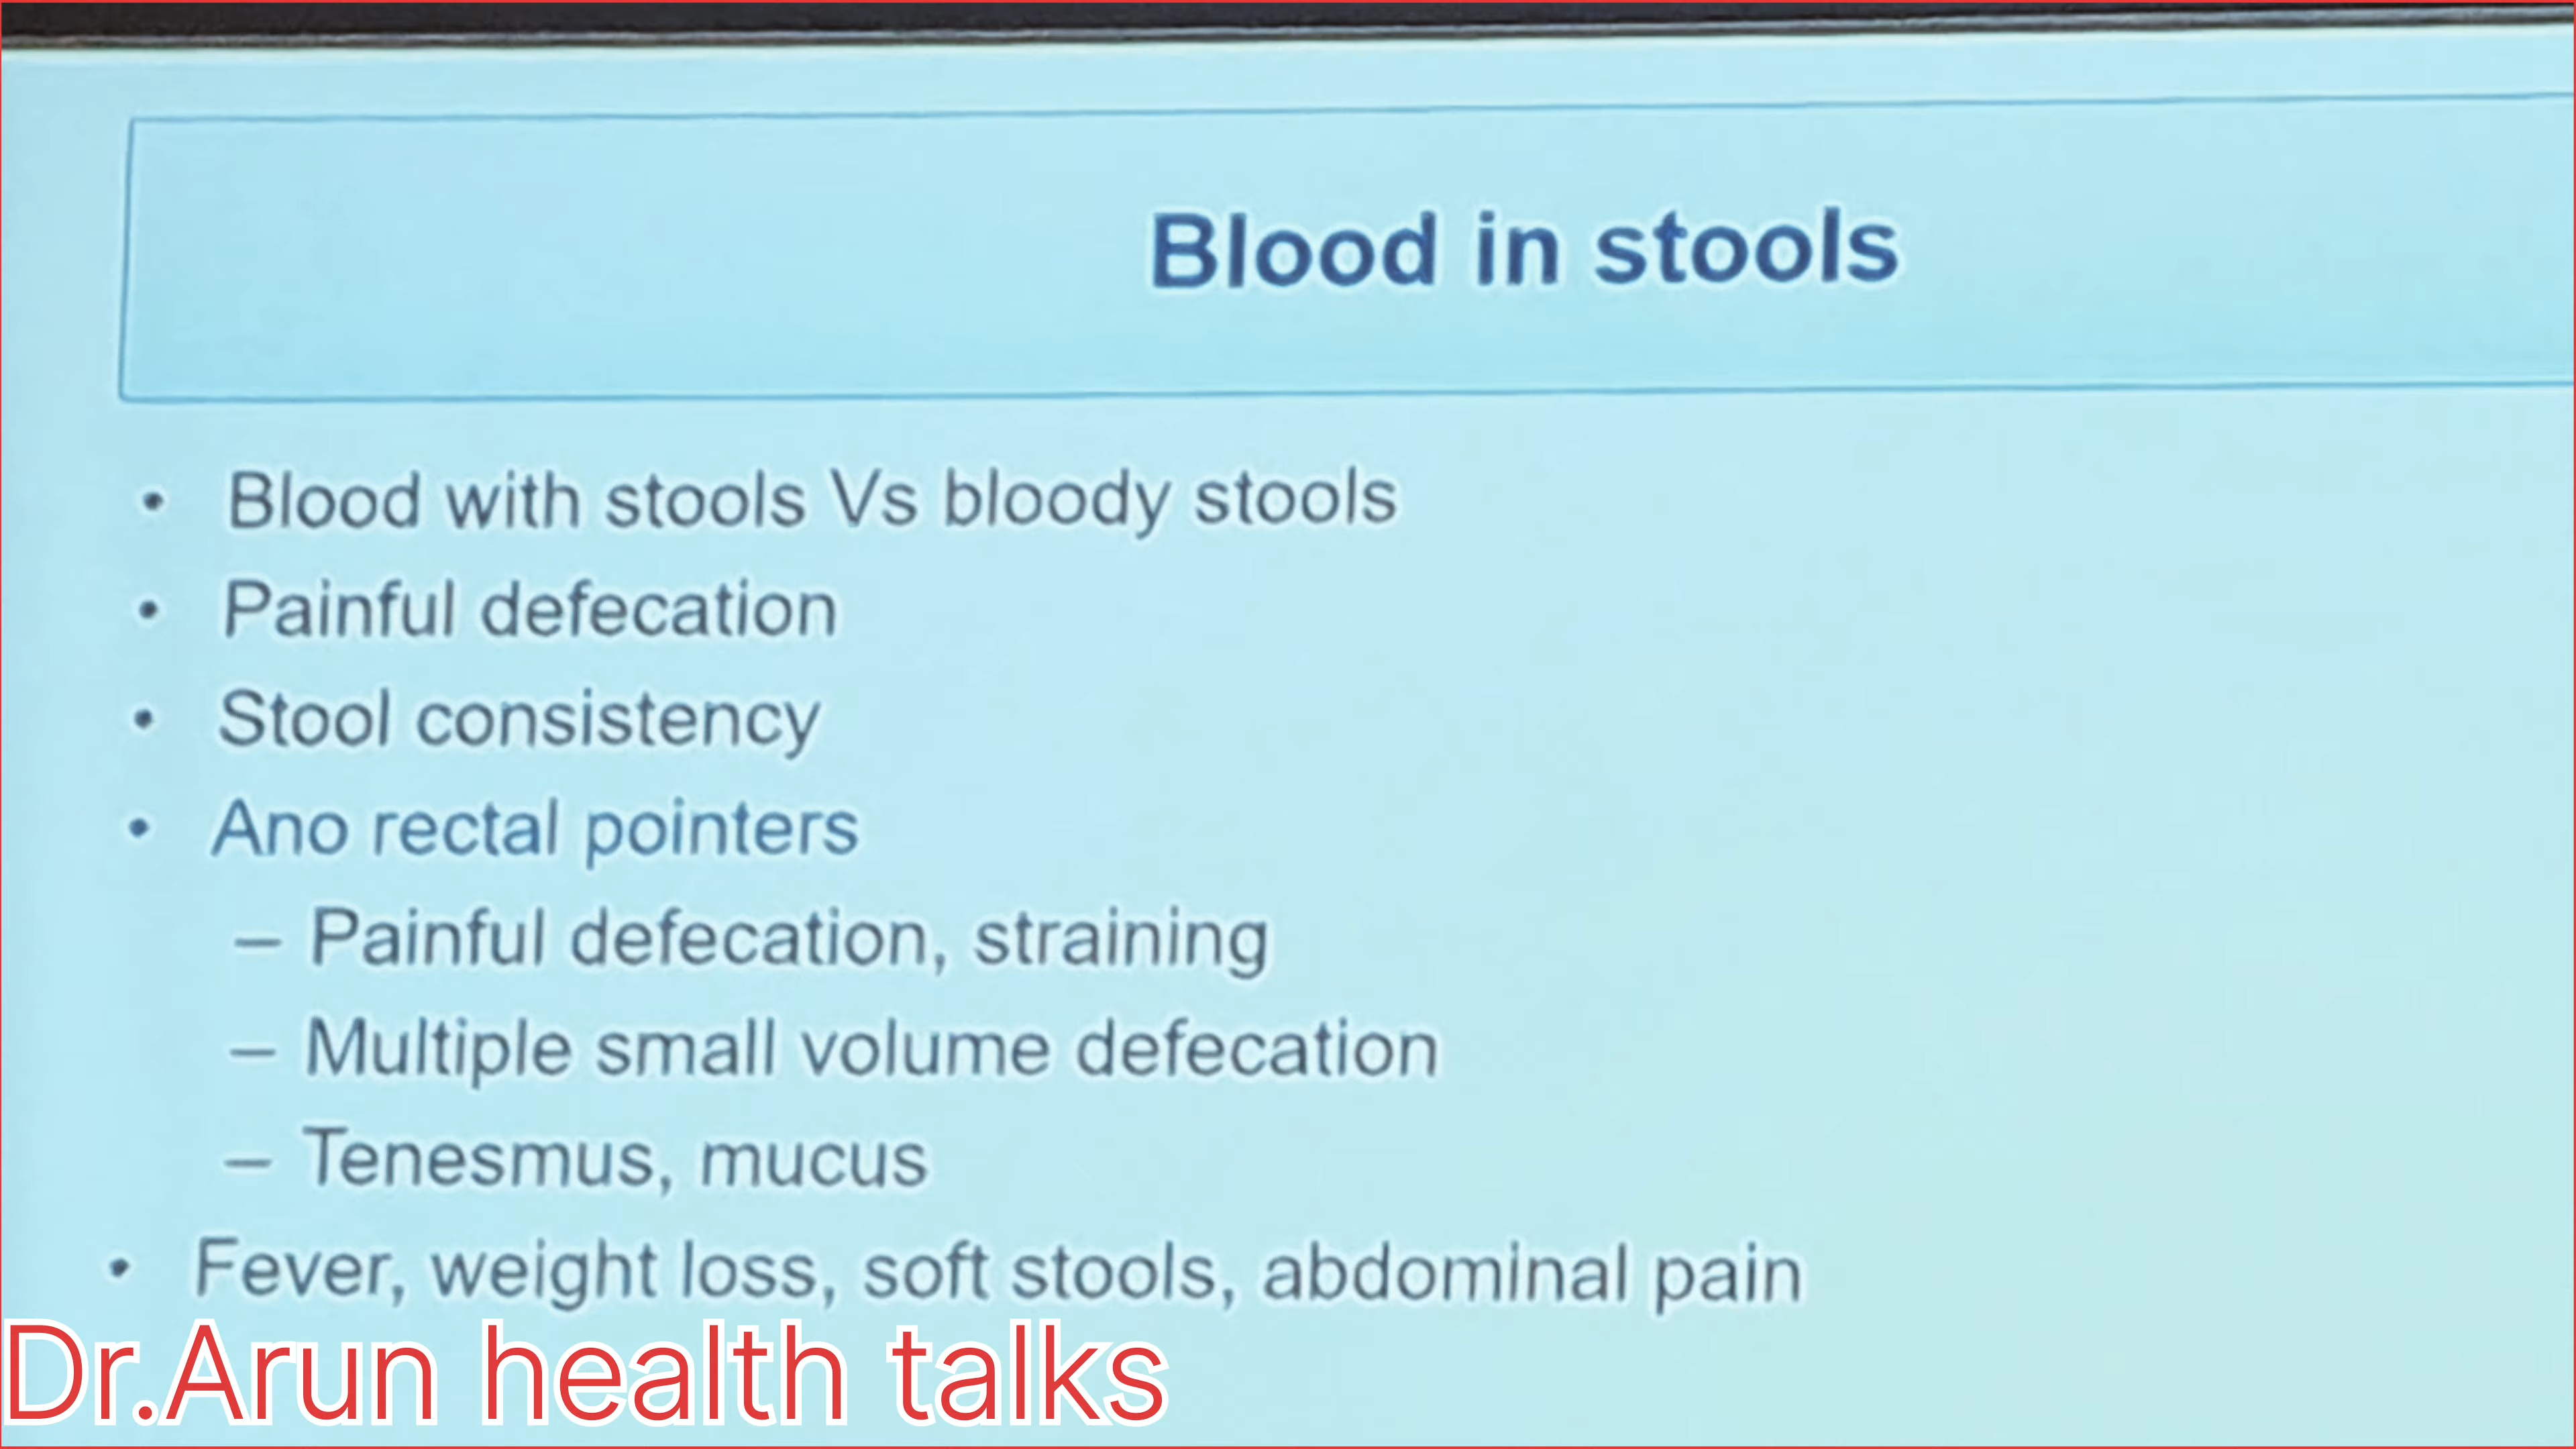 Blood in stools
• Blood with stools Vs bloody stools
• Painful defecation
• Stool consistency
• Ano rectal pointers
– Painful defecation, straining
– Multiple small volume defecation
– Tenesmus, mucus
• Fever, weight loss, soft stools, abdominal pain
Dr.Arun health talks